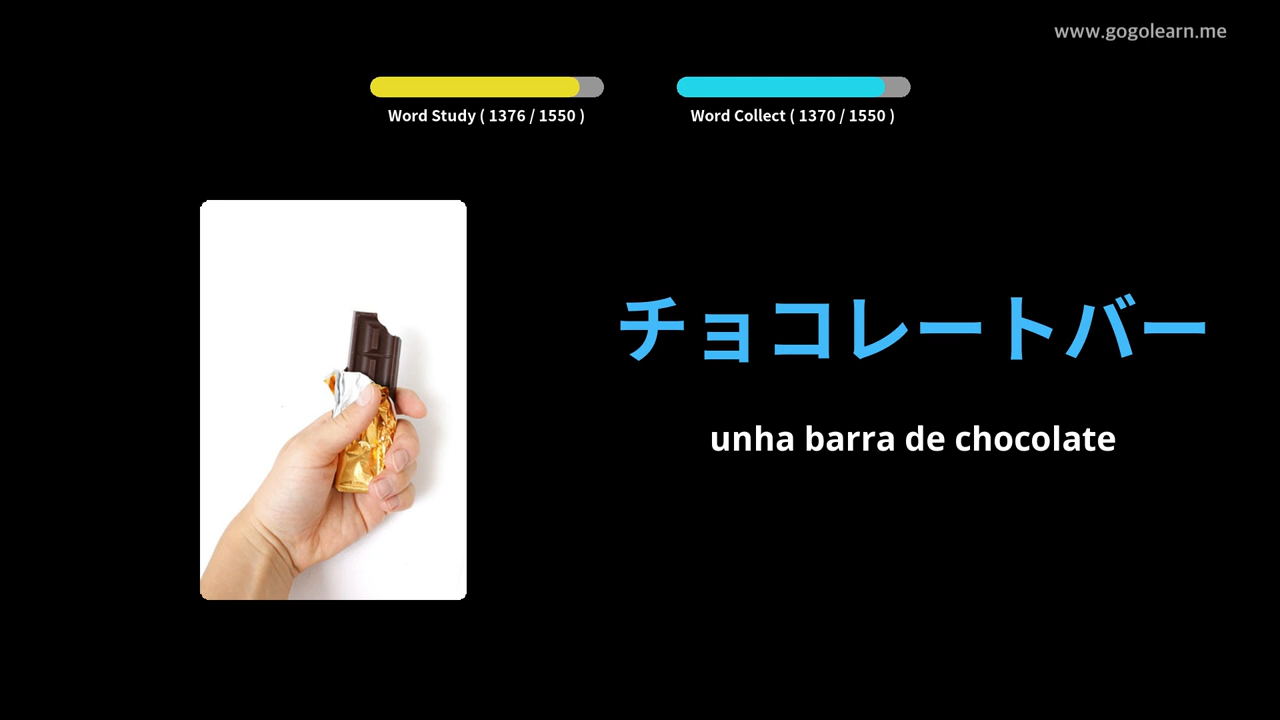 www.gogolearn.me
Word Study ( 1376 / 1550 )
Word Collect ( 1370 / 1550 )
チョコレートバー
unha barra de chocolate